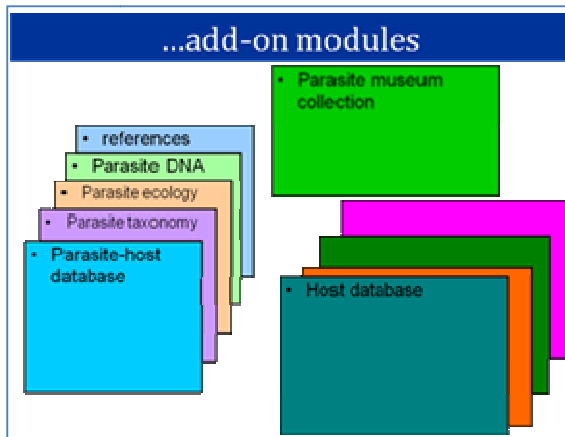 ...add-on modules
• Parasite museum
collection
• references
• Parasite DNA
• Parasite ecology
• Parasite taxonomy
• Parasite-host
database
• Host database